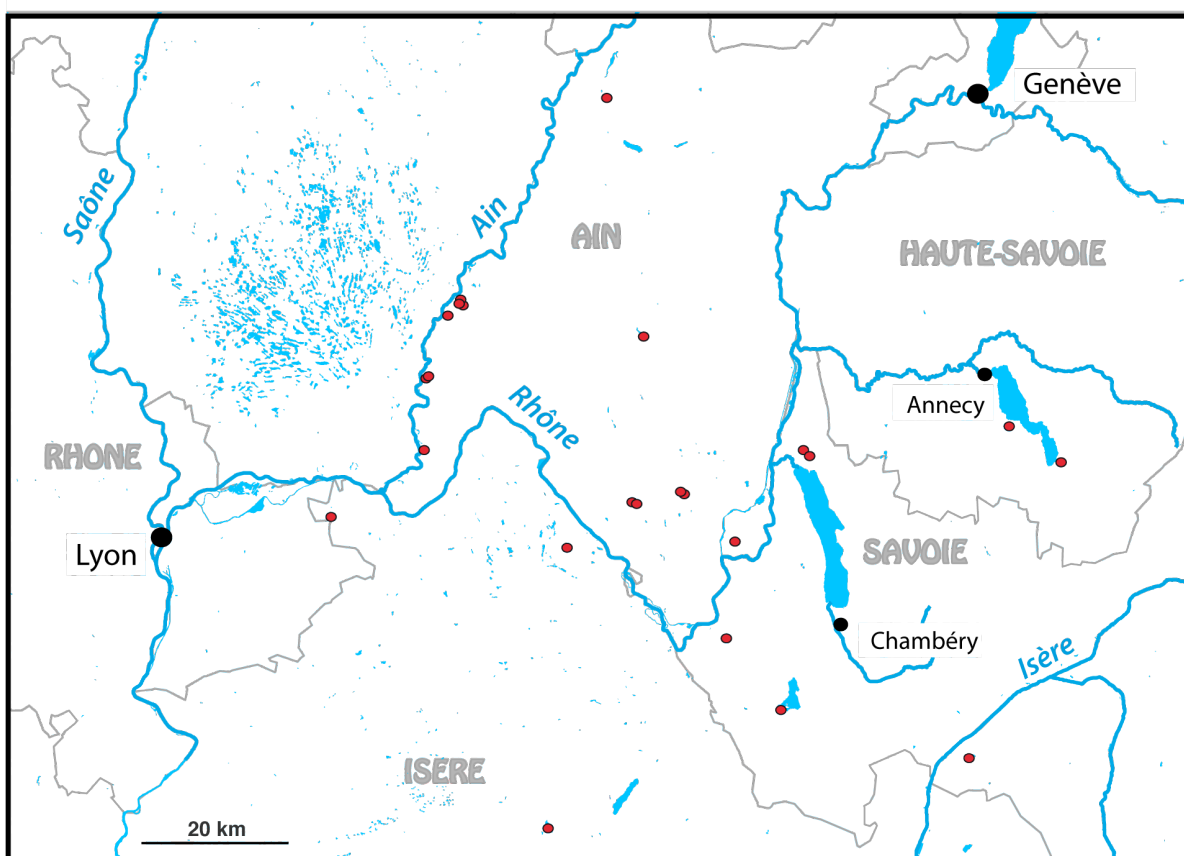 Genève
Saône
Ain
AIN
HAUTE-SAVOIE
Rhône
Annecy
RHONE
Lyon
SAVOIE
Chambéry
Isère
ISERE
20 km